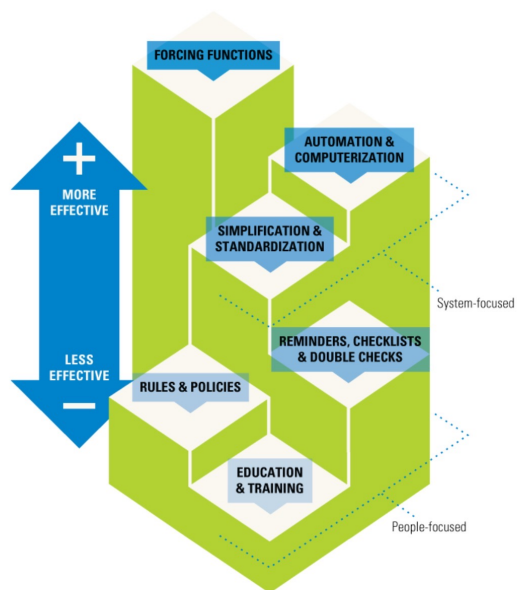 FORCING FUNCTIONS
AUTOMATION &
COMPUTERIZATION
+
MORE
EFFECTIVE
SIMPLIFICATION &
STANDARDIZATION
System-focused
REMINDERS, CHECKLISTS
& DOUBLE CHECKS
LESS
EFFECTIVE
−
RULES & POLICIES
EDUCATION
& TRAINING
People-focused